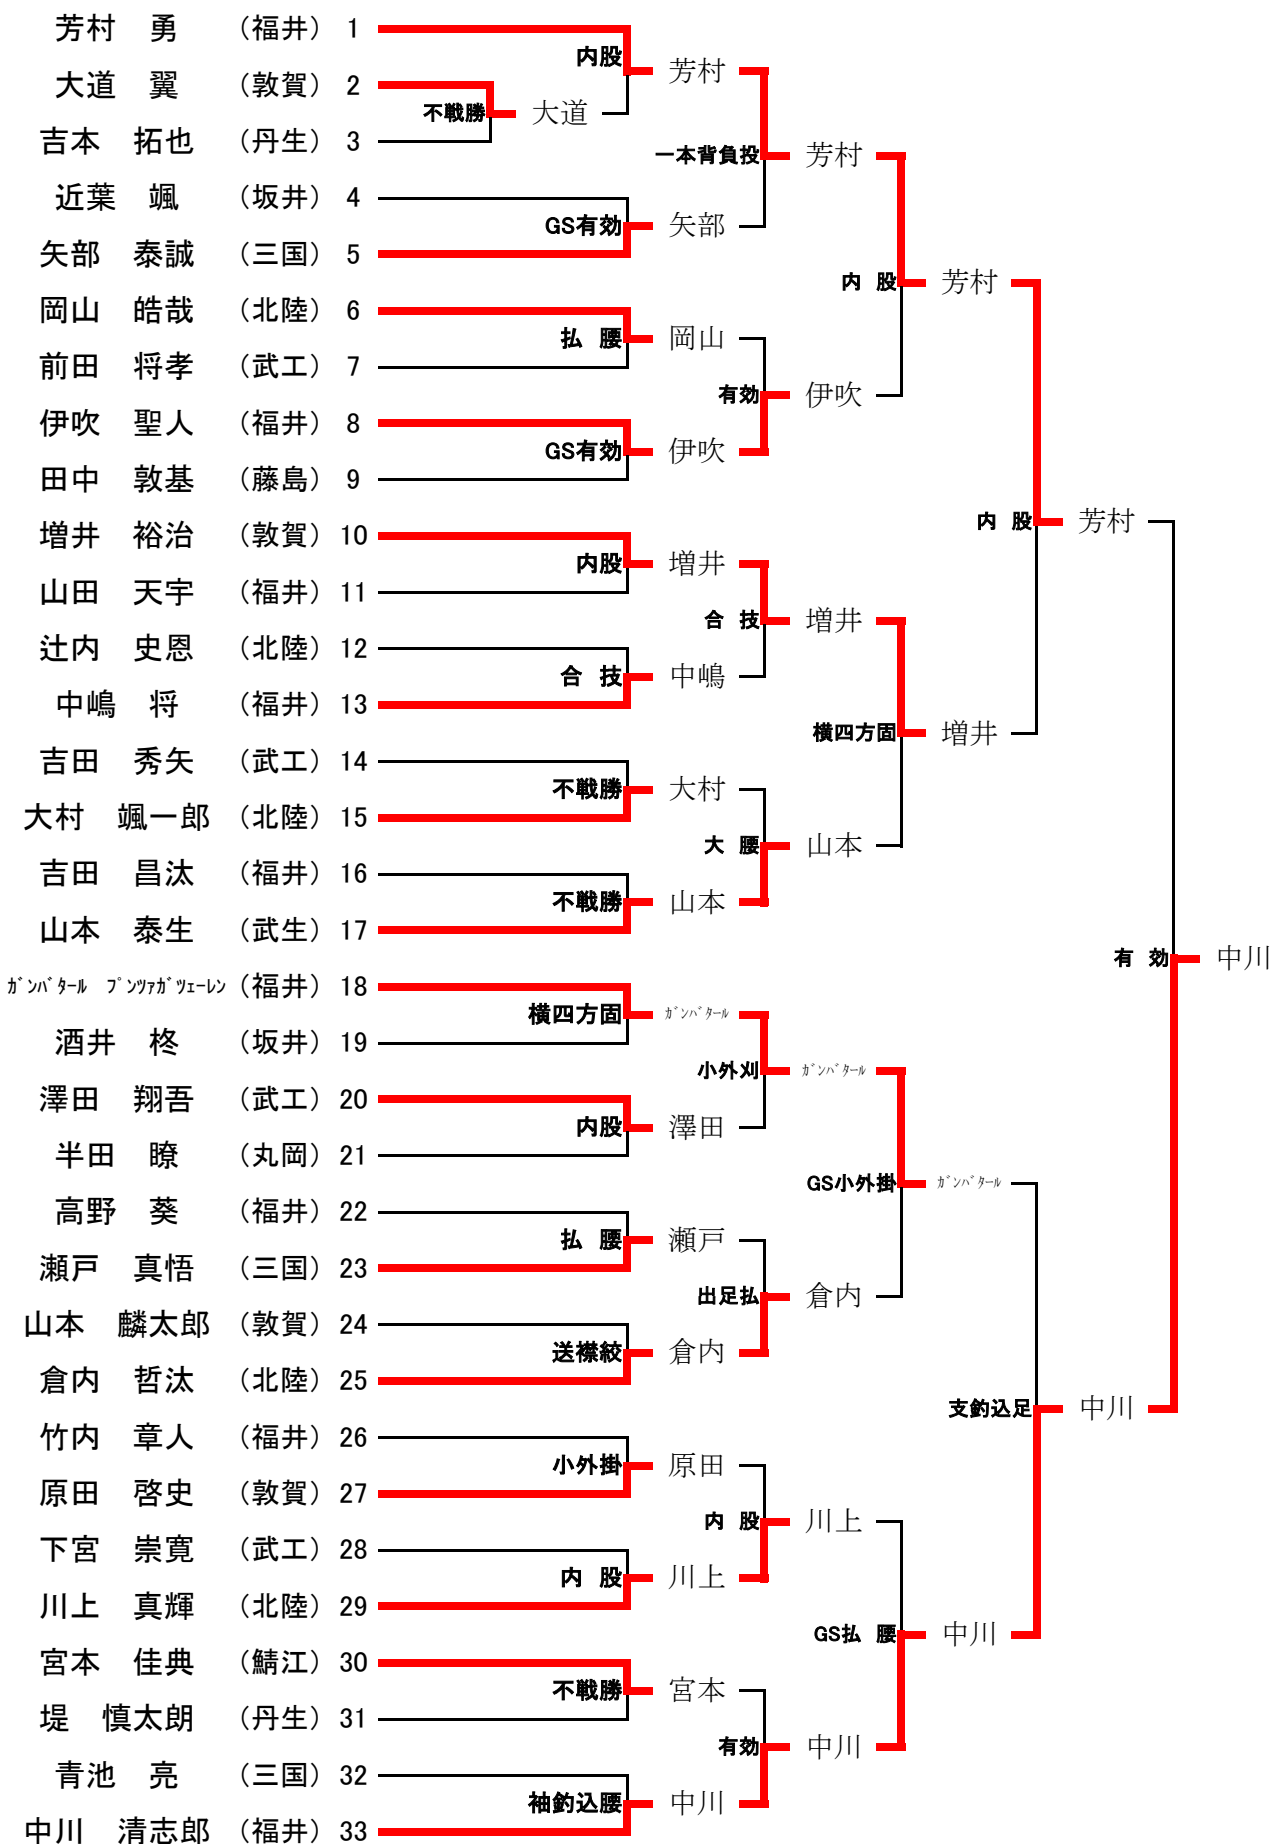 芳村　勇　（福井）　1
内股　芳村
大道　翼　（敦賀）　2
不戦勝　大道
吉本　拓也　（丹生）　3
一本背負投　芳村
近葉　颯　（坂井）　4
GS有効　矢部
矢部　泰誠　（三国）　5
内　股　芳村
岡山　皓哉　（北陸）　6
払　腰　岡山
前田　将孝　（武工）　7
有効　伊吹
伊吹　聖人　（福井）　8
GS有効　伊吹
田中　敦基　（藤島）　9
内　股　芳村
増井　裕治　（敦賀）　10
内股　増井
山田　天宇　（福井）　11
合　技　増井
辻内　史恩　（北陸）　12
合　技　中嶋
中嶋　将　（福井）　13
横四方固　増井
吉田　秀矢　（武工）　14
不戦勝　大村
大村　颯一郎　（北陸）　15
大　腰　山本
吉田　昌汰　（福井）　16
不戦勝　山本
山本　泰生　（武生）　17
有　効　中川
ｶﾞﾝﾊﾞﾀｰﾙ　ﾌﾟﾝﾂｧｶﾞﾂｪｰﾚﾝ　（福井）　18
横四方固　ｶﾞﾝﾊﾞﾀｰﾙ
酒井　柊　（坂井）　19
小外刈　ｶﾞﾝﾊﾞﾀｰﾙ
澤田　翔吾　（武工）　20
内股　澤田
半田　瞭　（丸岡）　21
GS小外掛　ｶﾞﾝﾊﾞﾀｰﾙ
高野　葵　（福井）　22
払　腰　瀬戸
瀬戸　真悟　（三国）　23
出足払　倉内
山本　麟太郎　（敦賀）　24
送襟絞　倉内
倉内　哲汰　（北陸）　25
支釣込足　中川
竹内　章人　（福井）　26
小外掛　原田
原田　啓史　（敦賀）　27
内　股　川上
下宮　崇寛　（武工）　28
内　股　川上
川上　真輝　（北陸）　29
GS払　腰　中川
宮本　佳典　（鯖江）　30
不戦勝　宮本
堤　慎太朗　（丹生）　31
有効　中川
青池　亮　（三国）　32
袖釣込腰　中川
中川　清志郎　（福井）　33